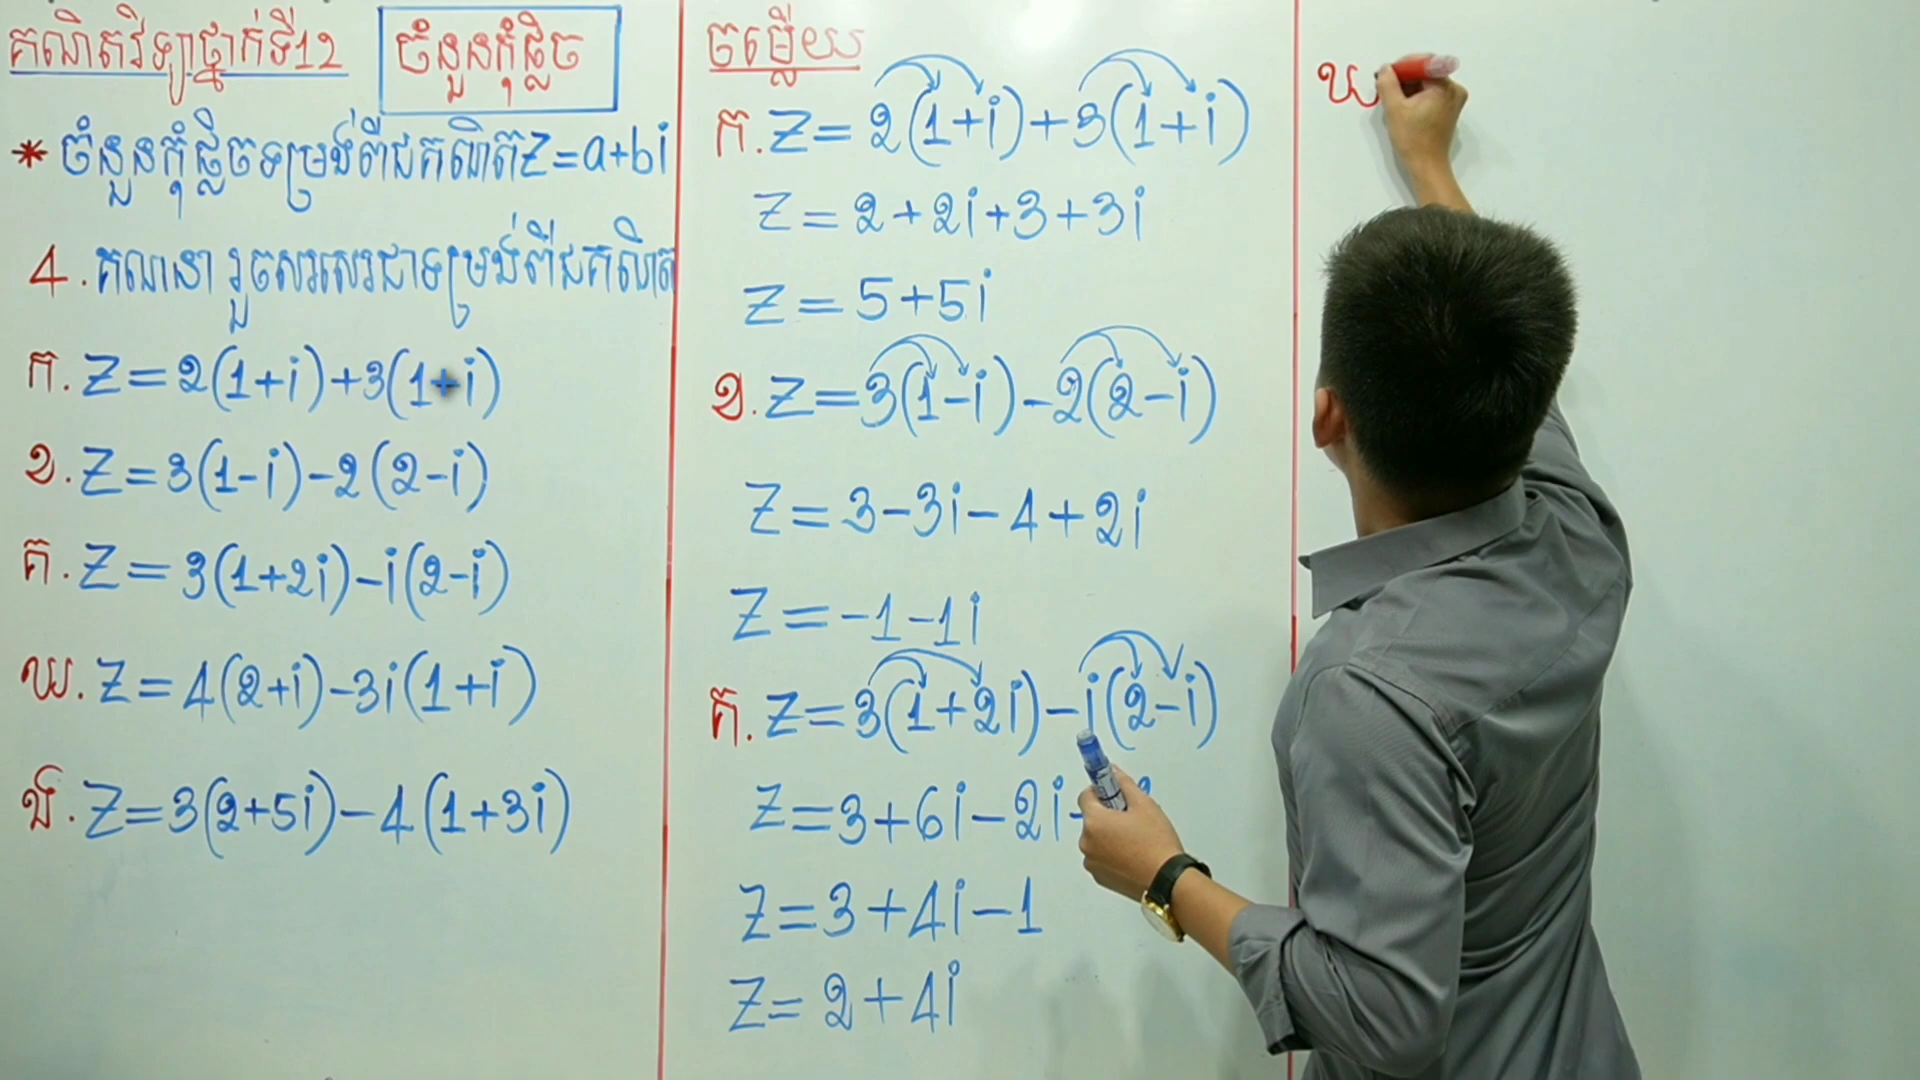 គណិតវិទ្យាថ្នាក់ទី12
ចំនួនកុំផ្លិច
* ចំនួនកុំផ្លិចទម្រង់ពីជគណិតZ=a+bi
4. គណនា រួចសរសេរជាទម្រង់ពីជគណិត
ក. Z=2(1+i)+3(1+i)
ខ. Z=3(1-i)-2(2-i)
គ. Z=3(1+2i)-i(2-i)
ឃ. Z=4(2+i)-3i(1+i)
ង. Z=3(2+5i)-4(1+3i)
ចម្លើយ
ក. Z=2(1+i)+3(1+i)
Z=2+2i+3+3i
Z=5+5i
ខ. Z=3(1-i)-2(2-i)
Z=3-3i-4+2i
Z=-1-1i
គ. Z=3(1+2i)-i(2-i)
Z=3+6i-2i
Z=3+4i-1
Z=2+4i
ឃ